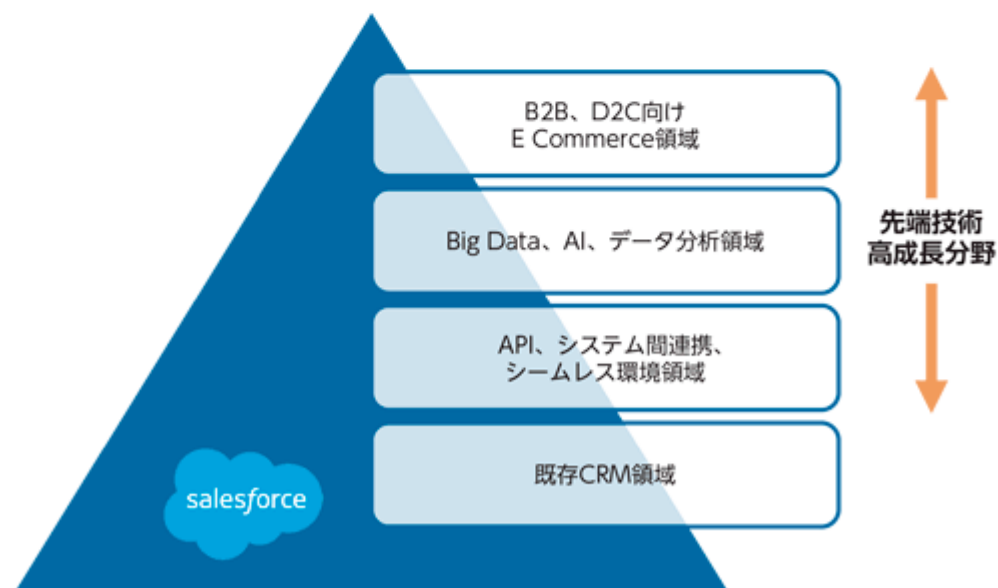 B2B、D2C向け
E Commerce領域
Big Data、AI、データ分析領域
先端技術
高成長分野
API、システム間連携、
シームレス環境領域
既存CRM領域
salesforce